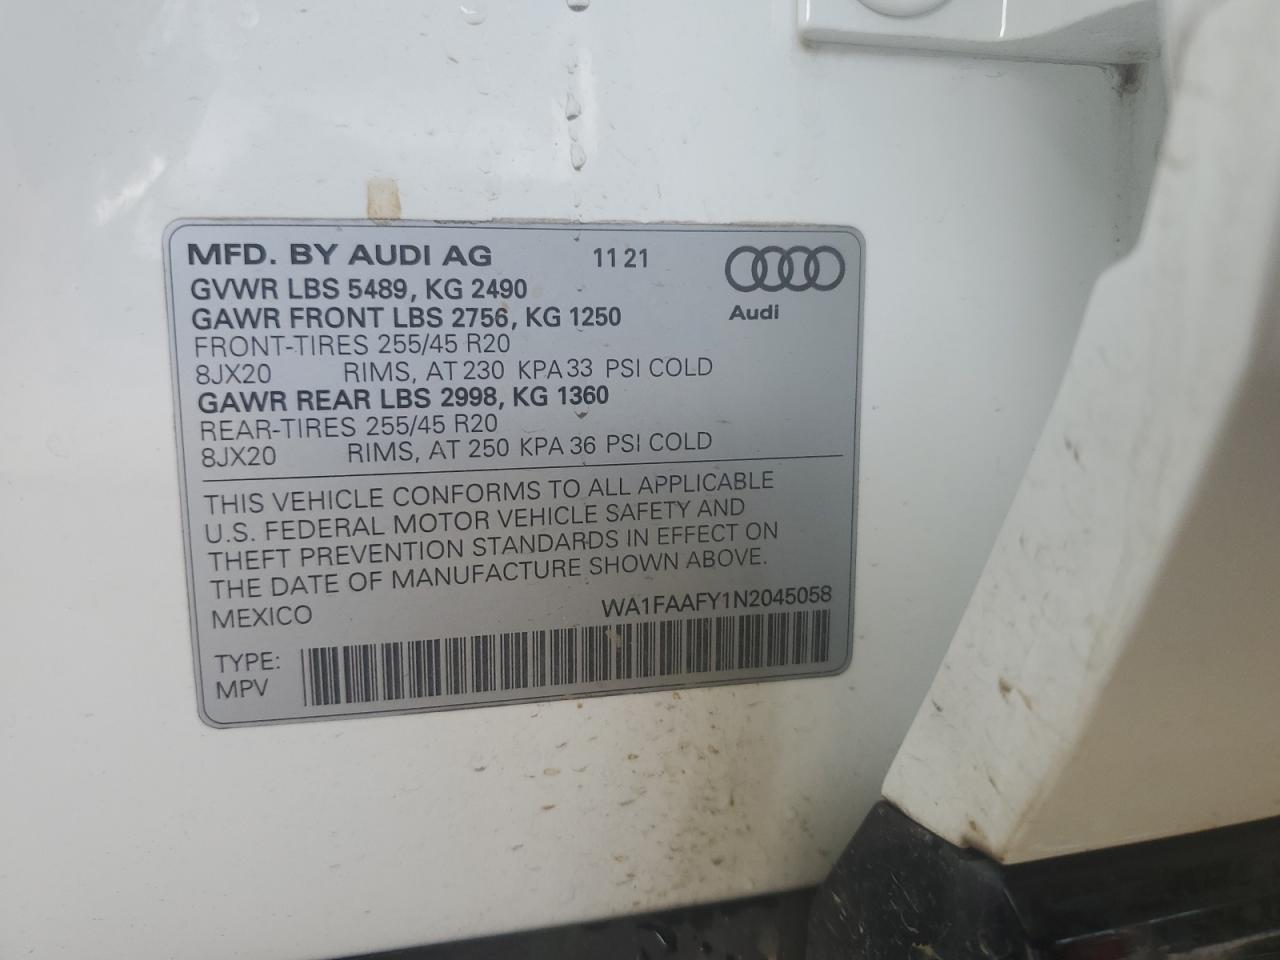 MFD. BY AUDI AG 11 21
Audi
GVWR LBS 5489, KG 2490
GAWR FRONT LBS 2756, KG 1250
FRONT-TIRES 255/45 R20
8JX20 RIMS, AT 230 KPA 33 PSI COLD
GAWR REAR LBS 2998, KG 1360
REAR-TIRES 255/45 R20
8JX20 RIMS, AT 250 KPA 36 PSI COLD
THIS VEHICLE CONFORMS TO ALL APPLICABLE
U.S. FEDERAL MOTOR VEHICLE SAFETY AND
THEFT PREVENTION STANDARDS IN EFFECT ON
THE DATE OF MANUFACTURE SHOWN ABOVE.
MEXICO WA1FAAFY1N2045058
TYPE:
MPV